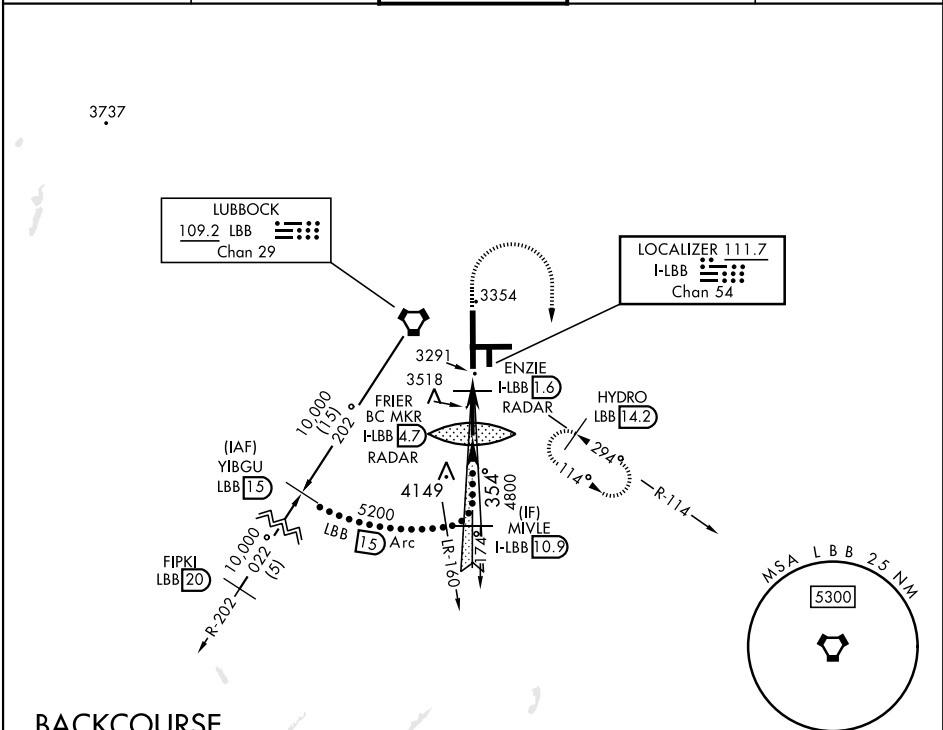 3737
LUBBOCK
109.2 LBB
Chan 29
LOCALIZER 111.7
I-LBB
Chan 54
3354
3291
3518
ENZIE
I-LBB 1.6
RADAR
FRIER
BC MKR
I-LBB 4.7
RADAR
HYDRO
LBB 14.2
294°
114°
R-114
10,000
(15)
202°
(IAF)
YIBGU
LBB 15
4149
354°
4800
5200
LBB 15 Arc
LR-160
174°
(IF)
MIVLE
I-LBB 10.9
FIPKI
LBB 20
10,000
022°
(5)
R-202
MSA LBB 25 NM
5300
BACKCOURSE